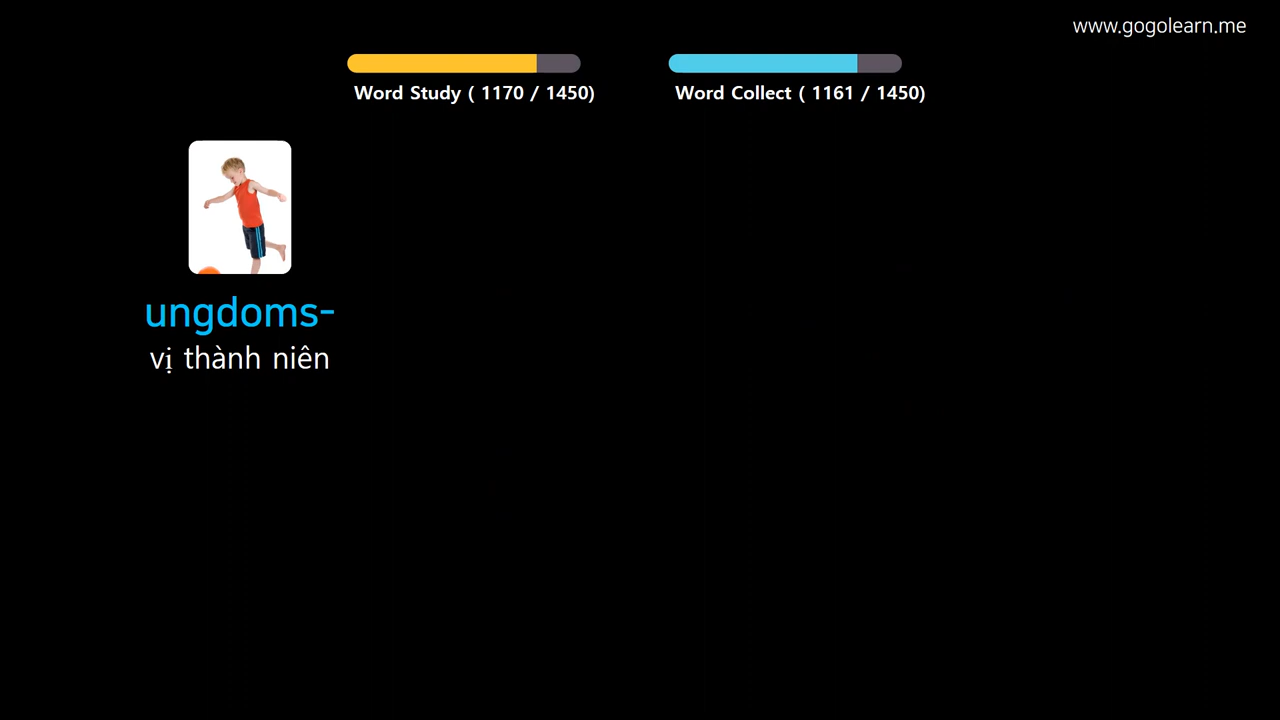 www.gogolearn.me
Word Study ( 1170 / 1450)
Word Collect ( 1161 / 1450)
ungdoms-
vị thành niên